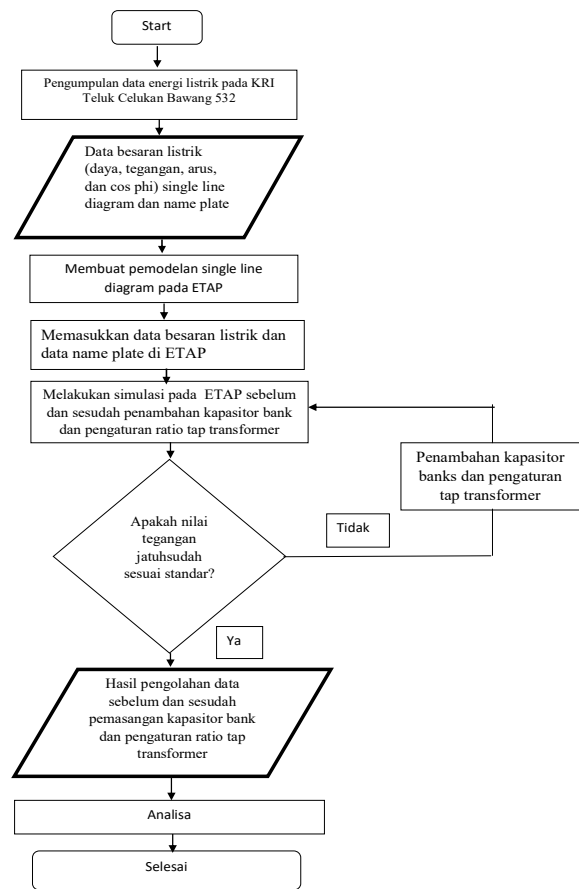 Start
Pengumpulan data energi listrik pada KRI
Teluk Celukan Bawang 532
Data besaran listrik
(daya, tegangan, arus,
dan cos phi) single line
diagram dan name plate
Membuat pemodelan single line
diagram pada ETAP
Memasukkan data besaran listrik dan
data name plate di ETAP
Melakukan simulasi pada ETAP sebelum
dan sesudah penambahan kapasitor bank
dan pengaturan ratio tap transformer
Penambahan kapasitor
banks dan pengaturan
tap transformer
Apakah nilai
tegangan
jatuhsudah
sesuai standar?
Tidak
Ya
Hasil pengolahan data
sebelum dan sesudah
pemasangan kapasitor bank
dan pengaturan ratio tap
transformer
Analisa
Selesai